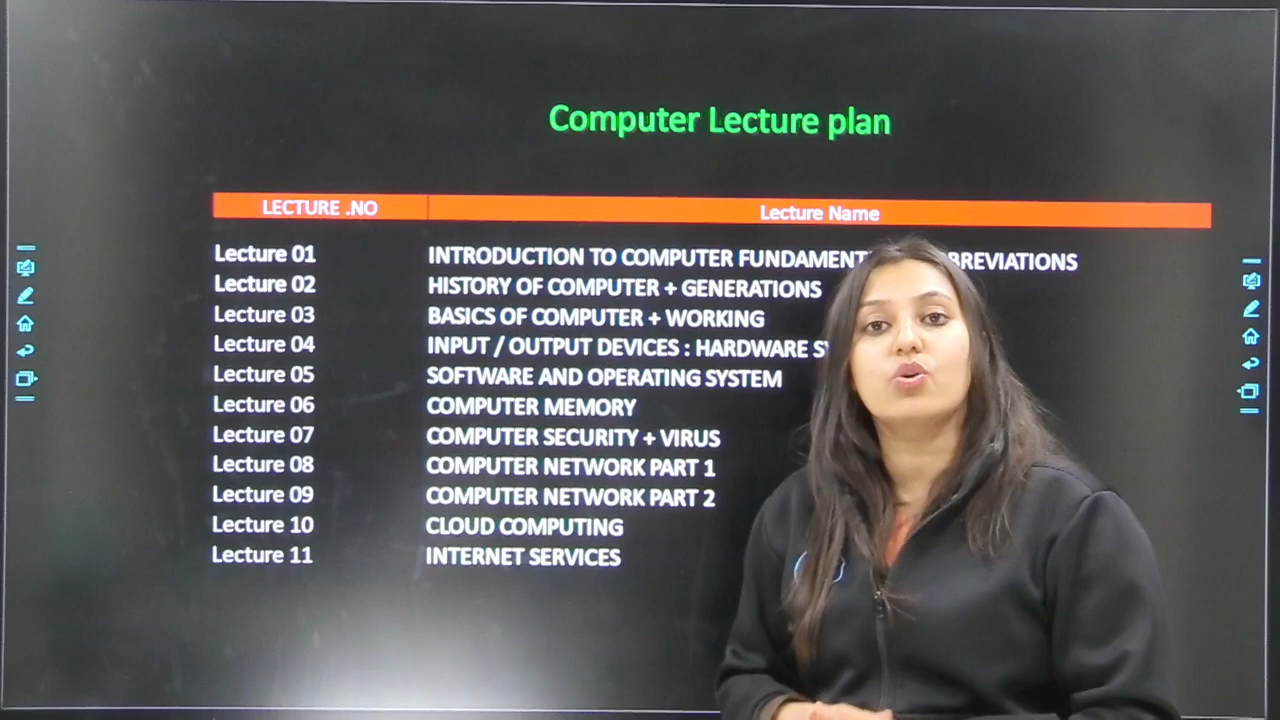 Computer Lecture plan
LECTURE .NO Lecture Name
Lecture 01 INTRODUCTION TO COMPUTER
Lecture 02 HISTORY OF COMPUTER + GENERATIONS
Lecture 03 BASICS OF COMPUTER + WORKING
Lecture 04 INPUT / OUTPUT DEVICES : HARDWARE
Lecture 05 SOFTWARE AND OPERATING SYSTEM
Lecture 06 COMPUTER MEMORY
Lecture 07 COMPUTER SECURITY + VIRUS
Lecture 08 COMPUTER NETWORK PART 1
Lecture 09 COMPUTER NETWORK PART 2
Lecture 10 CLOUD COMPUTING
Lecture 11 INTERNET SERVICES